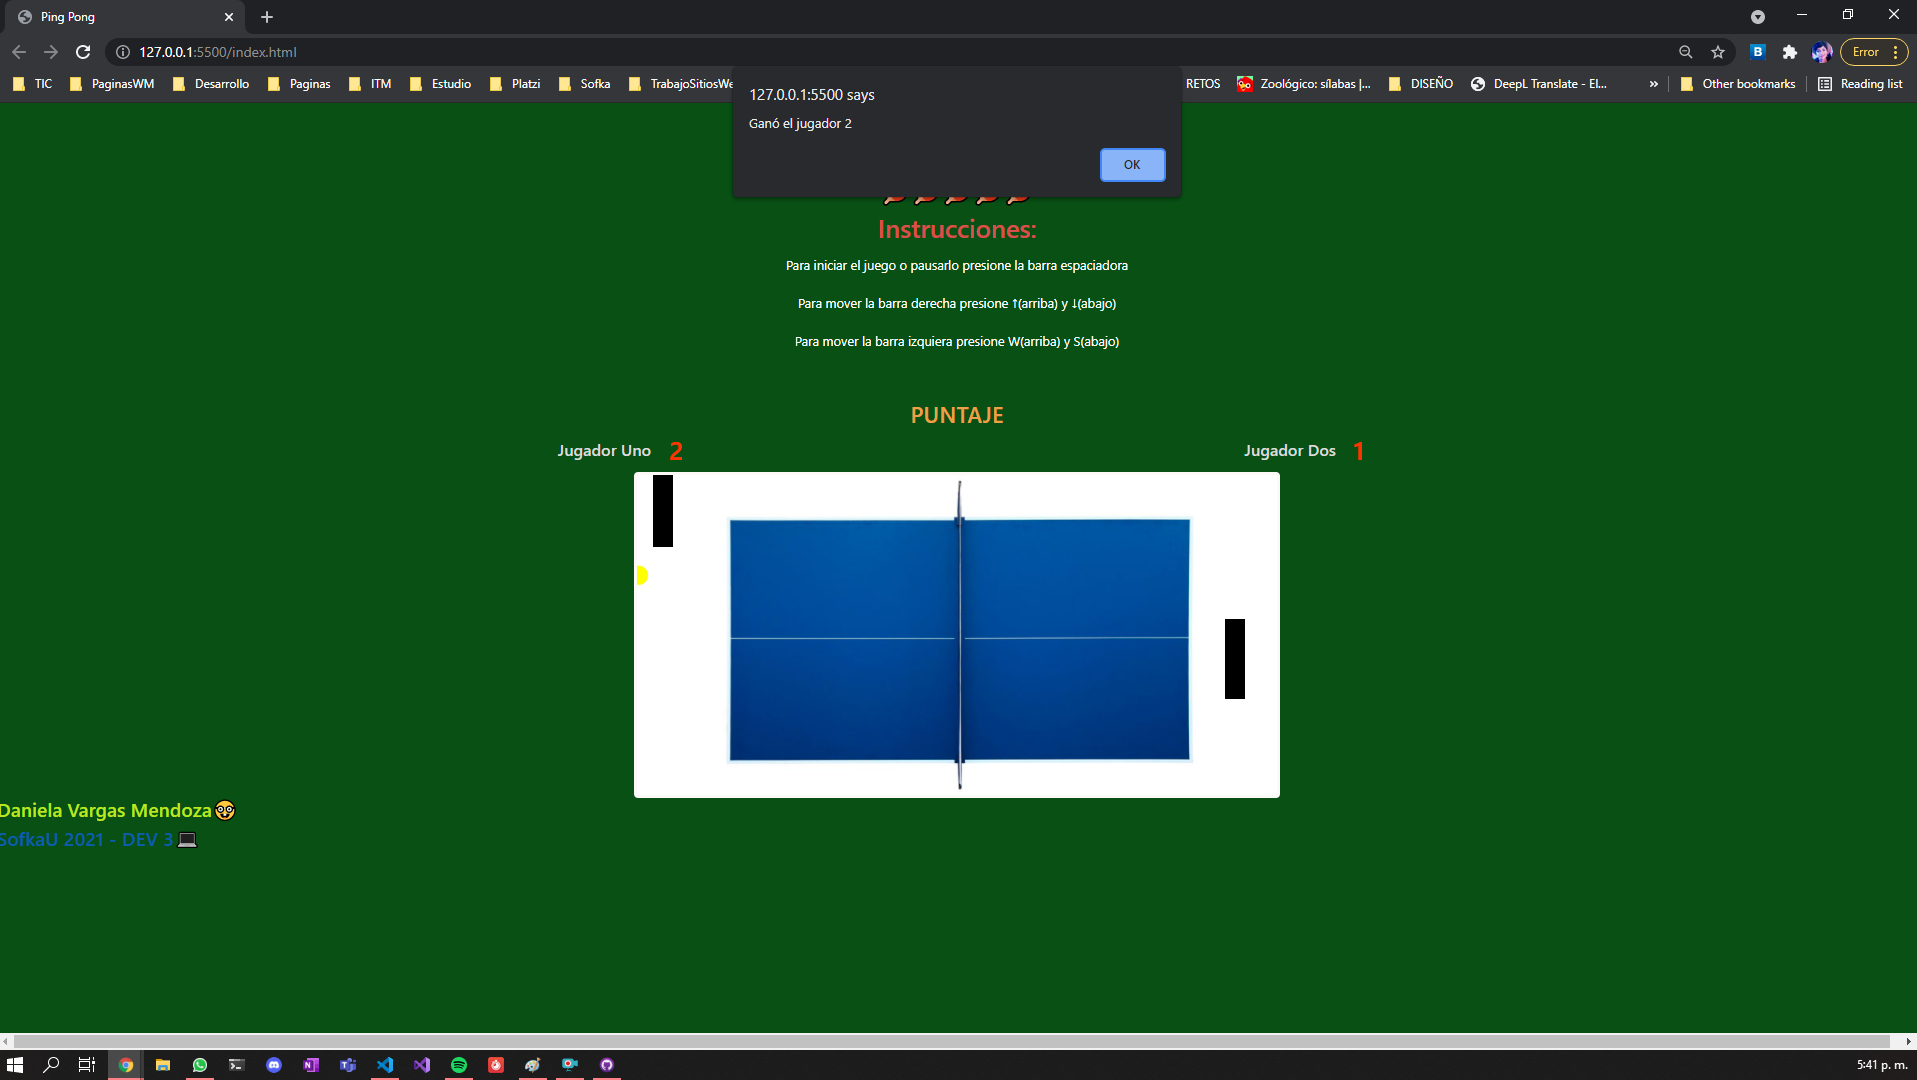 Ping Pong
127.0.0.1:5500/index.html
Error
TIC PaginasWM Desarrollo Paginas ITM Estudio Platzi Sofka TrabajoSitiosWe RETOS Zoológico: sílabas |... DISEÑO DeepL Translate - El... » Other bookmarks Reading list
127.0.0.1:5500 says
Ganó el jugador 2
OK
Instrucciones:
Para iniciar el juego o pausarlo presione la barra espaciadora
Para mover la barra derecha presione ↑(arriba) y ↓(abajo)
Para mover la barra izquiera presione W(arriba) y S(abajo)
PUNTAJE
Jugador Uno 2 Jugador Dos 1
Daniela Vargas Mendoza🤓
SofkaU 2021 - DEV 3💻
5:41 p. m.